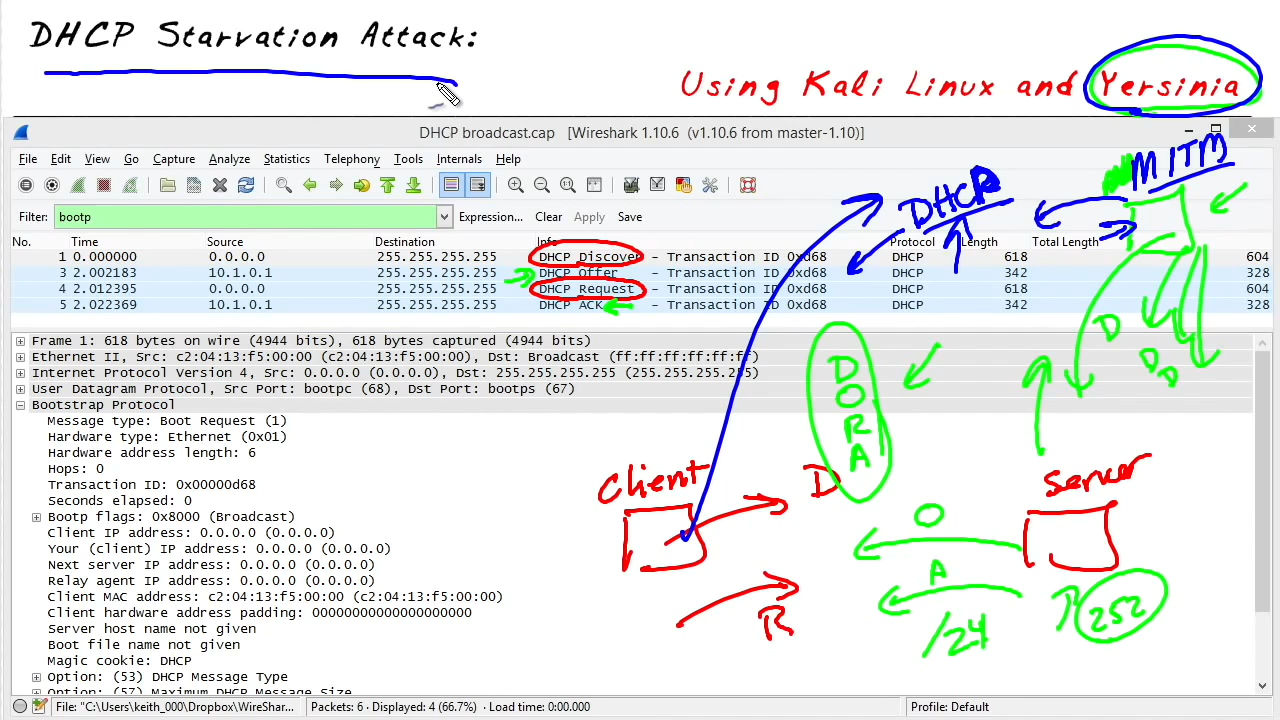 DHCP Starvation Attack:
Using Kali Linux and Yersinia
DHCP broadcast.cap [Wireshark 1.10.6 (v1.10.6 from master-1.10)]
File Edit View Go Capture Analyze Statistics Telephony Tools Internals Help
MITM
DHCP
Filter: bootp Expression... Clear Apply Save
No. Time Source Destination Info Protocol Length Total Length
1 0.000000 0.0.0.0 255.255.255.255 DHCP Discover - Transaction ID 0xd68 DHCP 618 604
3 2.002183 10.1.0.1 255.255.255.255 DHCP Offer - Transaction ID 0xd68 DHCP 342 328
4 2.012395 0.0.0.0 255.255.255.255 DHCP Request - Transaction ID 0xd68 DHCP 618 604
5 2.022369 10.1.0.1 255.255.255.255 DHCP ACK - Transaction ID 0xd68 DHCP 342 328
Frame 1: 618 bytes on wire (4944 bits), 618 bytes captured (4944 bits)
Ethernet II, Src: c2:04:13:f5:00:00 (c2:04:13:f5:00:00), Dst: Broadcast (ff:ff:ff:ff:ff:ff)
Internet Protocol Version 4, Src: 0.0.0.0 (0.0.0.0), Dst: 255.255.255.255 (255.255.255.255)
User Datagram Protocol, Src Port: bootpc (68), Dst Port: bootps (67)
Bootstrap Protocol
Message type: Boot Request (1)
Hardware type: Ethernet (0x01)
Hardware address length: 6
Hops: 0
Transaction ID: 0x00000d68
Seconds elapsed: 0
Bootp flags: 0x8000 (Broadcast)
Client IP address: 0.0.0.0 (0.0.0.0)
Your (client) IP address: 0.0.0.0 (0.0.0.0)
Next server IP address: 0.0.0.0 (0.0.0.0)
Relay agent IP address: 0.0.0.0 (0.0.0.0)
Client MAC address: c2:04:13:f5:00:00 (c2:04:13:f5:00:00)
Client hardware address padding: 00000000000000000000
Server host name not given
Boot file name not given
Magic cookie: DHCP
Option: (53) DHCP Message Type
Option: (57) Maximum DHCP Message Size
D
D
D
D
O
R
A
Client
D
Server
O
A
R
/24
252
File: "C:\Users\keith_000\Dropbox\WireShar... Packets: 6 · Displayed: 4 (66.7%) · Load time: 0:00.000 Profile: Default